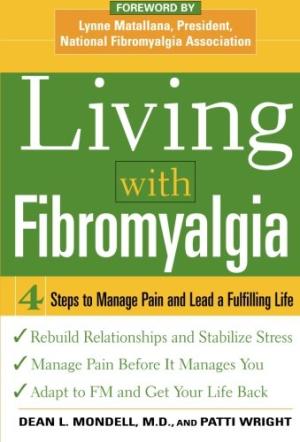 FOREWORD BY
Lynne Matallana, President,
National Fibromyalgia Association
Living
with
Fibromyalgia
4 Steps to Manage Pain and Lead a Fulfilling Life
✓Rebuild Relationships and Stabilize Stress
✓Manage Pain Before It Manages You
✓Adapt to FM and Get Your Life Back
DEAN L. MONDELL, M.D., AND PATTI WRIGHT